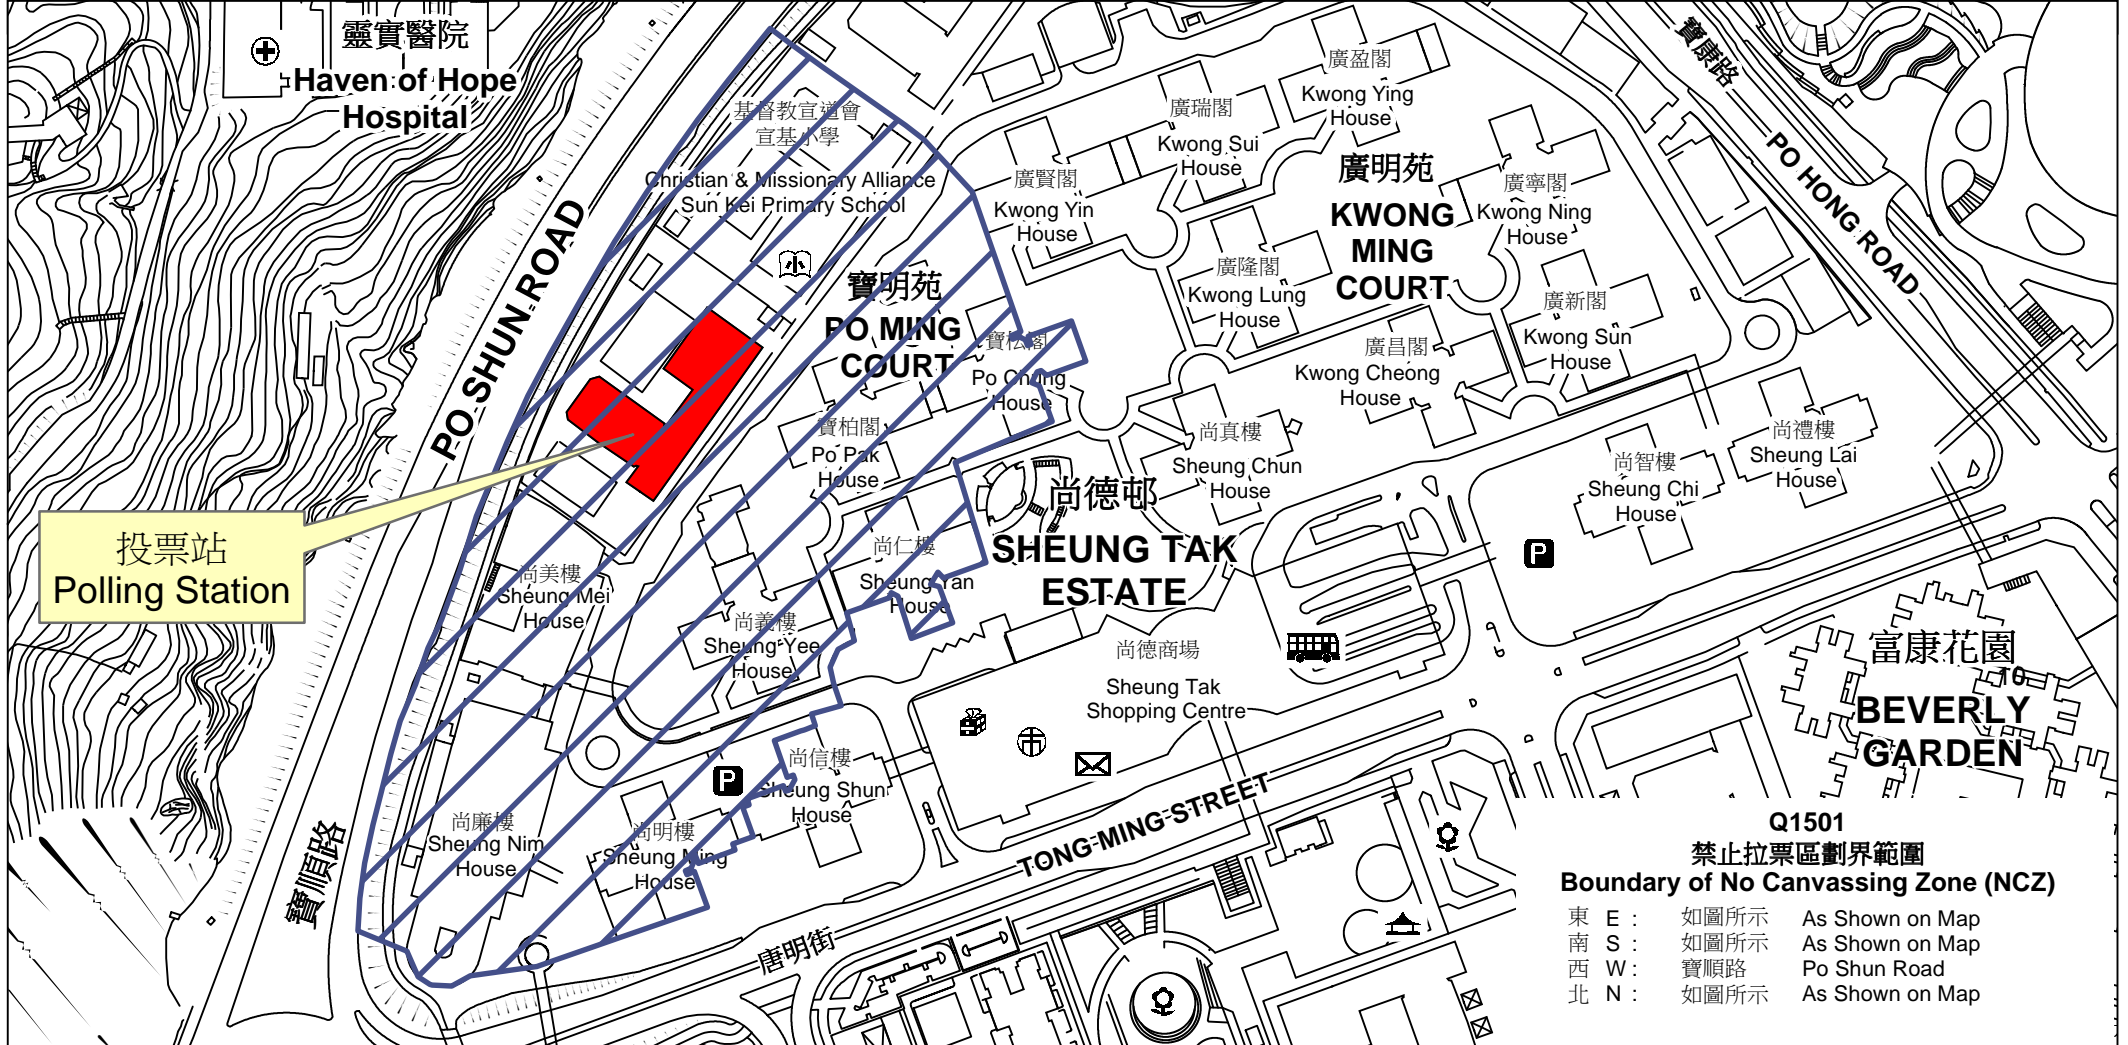 靈實醫院
Haven of Hope
Hospital
基督教宣道會
宣基小學
Christian & Missionary Alliance
Sun Kei Primary School
小
PO SHUN ROAD
寶順路
投票站
Polling Station
寶明苑
PO MING
COURT
寶松閣
Po Chung
House
寶柏閣
Po Pak
House
尚仁樓
Sheung Yan
House
尚美樓
Sheung Mei
House
尚義樓
Sheung Yee
House
尚廉樓
Sheung Nim
House
尚明樓
Sheung Ming
House
尚信樓
Sheung Shun
House
P
廣盈閣
Kwong Ying
House
廣瑞閣
Kwong Sui
House
廣賢閣
Kwong Yin
House
廣明苑
KWONG
MING
COURT
廣寧閣
Kwong Ning
House
廣隆閣
Kwong Lung
House
廣新閣
Kwong Sun
House
廣昌閣
Kwong Cheong
House
寶康路
PO HONG ROAD
尚真樓
Sheung Chun
House
尚智樓
Sheung Chi
House
尚禮樓
Sheung Lai
House
尚德邨
SHEUNG TAK
ESTATE
P
尚德商場
Sheung Tak
Shopping Centre
市
TONG MING STREET
唐明街
富康花園
10
BEVERLY
GARDEN
Q1501
禁止拉票區劃界範圍
Boundary of No Canvassing Zone (NCZ)
東 E : 如圖所示 As Shown on Map
南 S : 如圖所示 As Shown on Map
西 W : 寶順路 Po Shun Road
北 N : 如圖所示 As Shown on Map